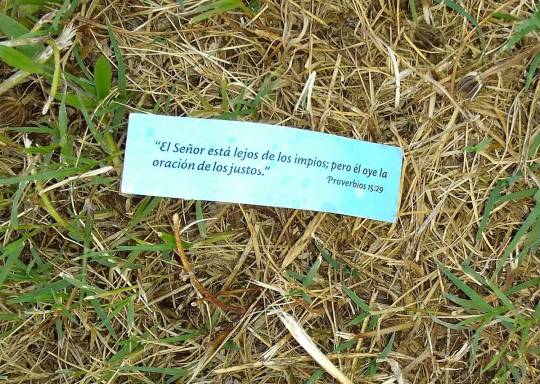 "El Señor está lejos de los impíos; pero él oye la
oración de los justos."
Proverbios 15:29